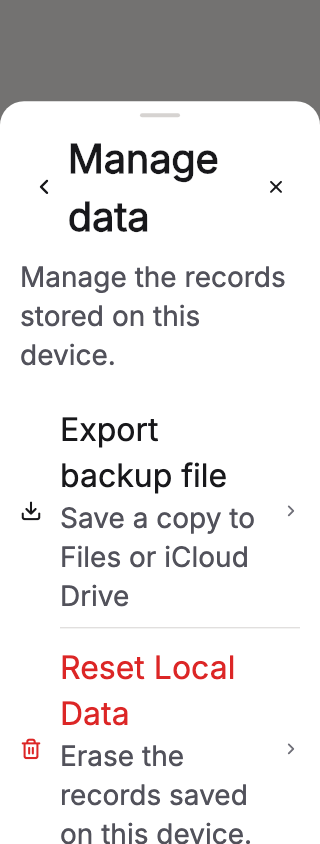 Manage
data
Manage the records
stored on this
device.
Export
backup file
Save a copy to
Files or iCloud
Drive
Reset Local
Data
Erase the
records saved
on this device.